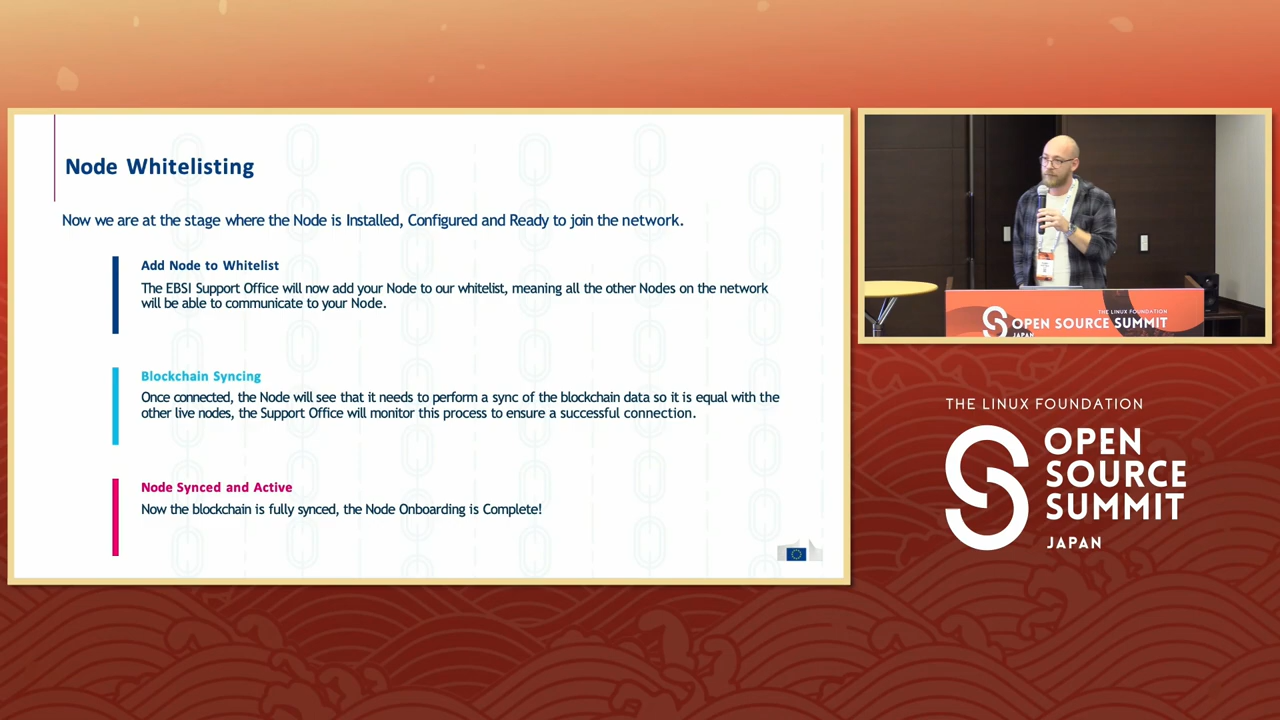 Node Whitelisting
Now we are at the stage where the Node is Installed, Configured and Ready to join the network.
Add Node to Whitelist
The EBSI Support Office will now add your Node to our whitelist, meaning all the other Nodes on the network
will be able to communicate to your Node.
Blockchain Syncing
Once connected, the Node will see that it needs to perform a sync of the blockchain data so it is equal with the
other live nodes, the Support Office will monitor this process to ensure a successful connection.
Node Synced and Active
Now the blockchain is fully synced, the Node Onboarding is Complete!
THE LINUX FOUNDATION
OPEN SOURCE SUMMIT
JAPAN
THE LINUX FOUNDATION
OPEN
SOURCE
SUMMIT
JAPAN